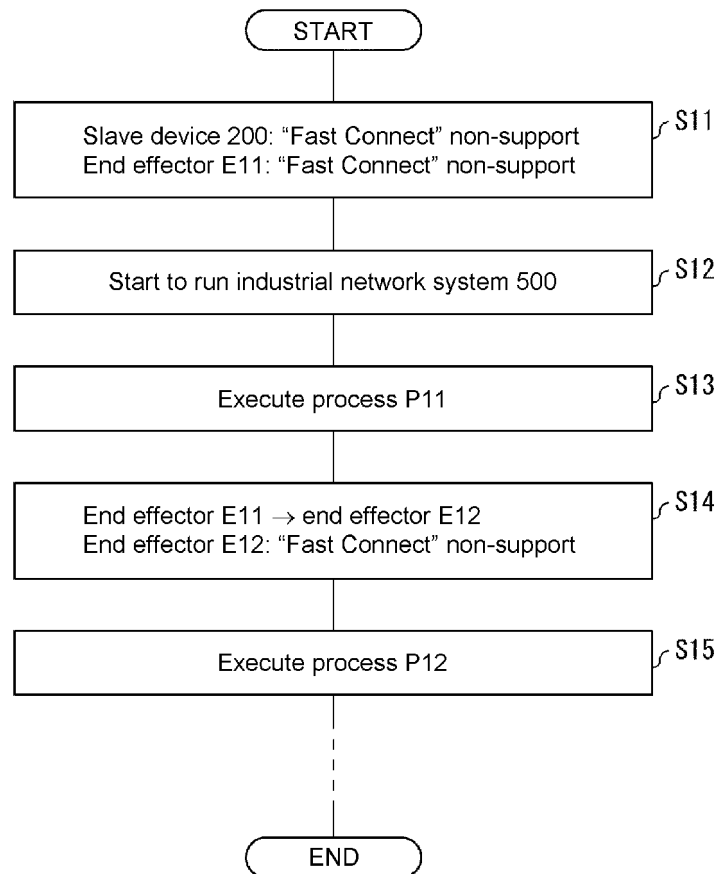 START
Slave device 200: “Fast Connect” non-support
End effector E11: “Fast Connect” non-support
S11
Start to run industrial network system 500
S12
Execute process P11
S13
End effector E11 → end effector E12
End effector E12: “Fast Connect” non-support
S14
Execute process P12
S15
END